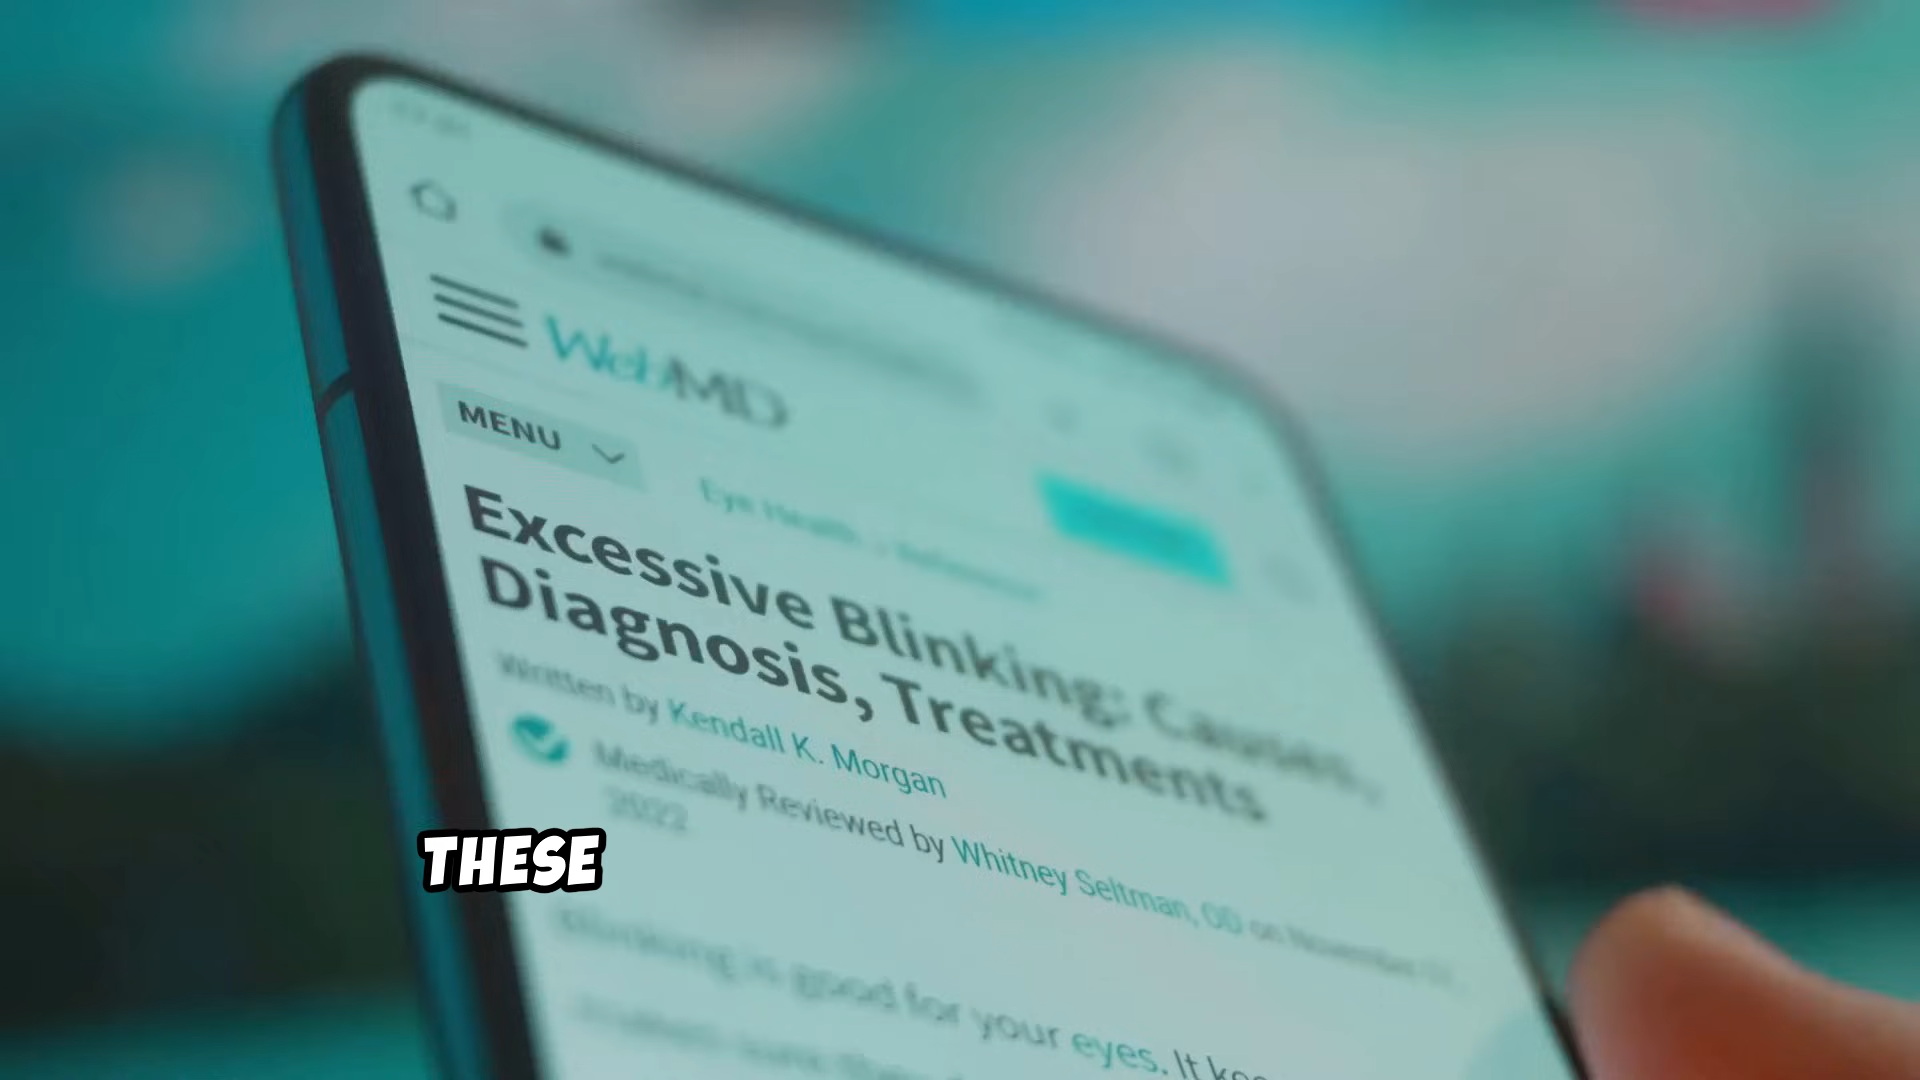 WebMD
MENU
Eye Health
Excessive Blinking: Causes,
Diagnosis, Treatments
Written by Kendall K. Morgan
Medically Reviewed by Whitney Seltman, OD on November
2022
Blinking is good for your eyes. It
THESE